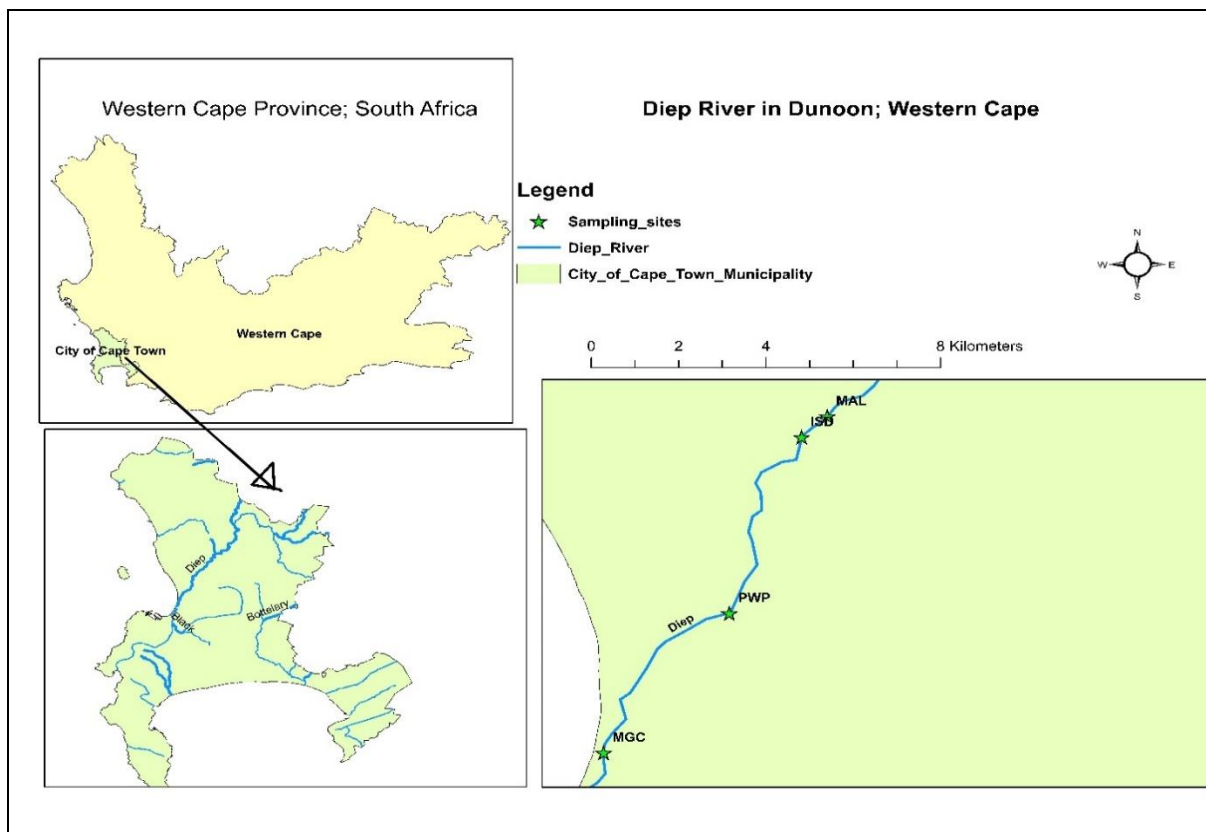 Western Cape Province; South Africa
Western Cape
City of Cape Town
Diep River in Dunoon; Western Cape
Legend
Sampling_sites
Diep_River
City_of_Cape_Town_Municipality
N
W E
S
0 2 4 8 Kilometers
Diep
Black
Bottelary
MAL
ISD
PWP
Diep
MGC